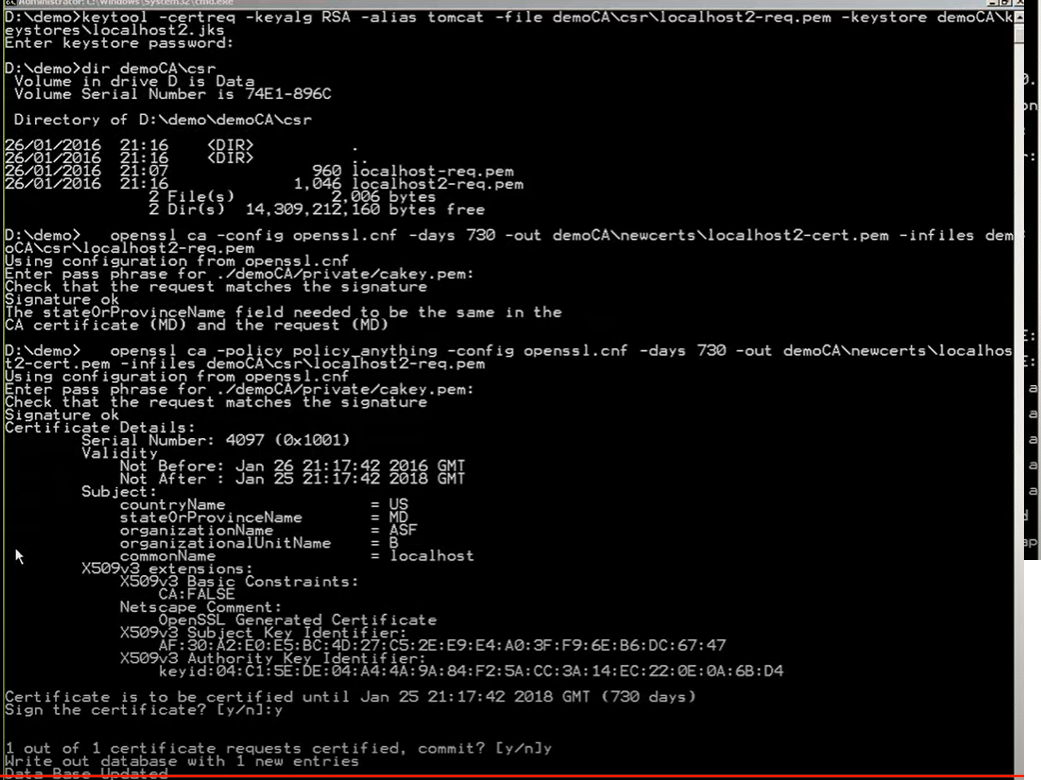 Administrator: C:\Windows\System32\cmd.exe
D:\demo>keytool -certreq -keyalg RSA -alias tomcat -file demoCA\csr\localhost2-req.pem -keystore demoCA\k
eystores\localhost2.jks
Enter keystore password:
D:\demo>dir demoCA\csr
 Volume in drive D is Data
 Volume Serial Number is 74E1-896C
 Directory of D:\demo\demoCA\csr
26/01/2016  21:16    <DIR>          .
26/01/2016  21:16    <DIR>          ..
26/01/2016  21:07               960 localhost-req.pem
26/01/2016  21:16             1,046 localhost2-req.pem
               2 File(s)          2,006 bytes
               2 Dir(s)  14,309,212,160 bytes free
D:\demo>   openssl ca -config openssl.cnf -days 730 -out demoCA\newcerts\localhost2-cert.pem -infiles dem
oCA\csr\localhost2-req.pem
Using configuration from openssl.cnf
Enter pass phrase for ./demoCA/private/cakey.pem:
Check that the request matches the signature
Signature ok
The stateOrProvinceName field needed to be the same in the
CA certificate (MD) and the request (MD)
D:\demo>   openssl ca -policy policy_anything -config openssl.cnf -days 730 -out demoCA\newcerts\localhos
t2-cert.pem -infiles demoCA\csr\localhost2-req.pem
Using configuration from openssl.cnf
Enter pass phrase for ./demoCA/private/cakey.pem:
Check that the request matches the signature
Signature ok
Certificate Details:
        Serial Number: 4097 (0x1001)
        Validity
            Not Before: Jan 26 21:17:42 2016 GMT
            Not After : Jan 25 21:17:42 2018 GMT
        Subject:
            countryName               = US
            stateOrProvinceName       = MD
            organizationName          = ASF
            organizationalUnitName    = B
            commonName                = localhost
        X509v3 extensions:
            X509v3 Basic Constraints:
                CA:FALSE
            Netscape Comment:
                OpenSSL Generated Certificate
            X509v3 Subject Key Identifier:
                AF:30:A2:E0:E5:BC:4D:27:C5:2E:E9:E4:A0:3F:F9:6E:B6:DC:67:47
            X509v3 Authority Key Identifier:
                keyid:04:C1:5E:DE:04:A4:4A:9A:84:F2:5A:CC:3A:14:EC:22:0E:0A:6B:D4
Certificate is to be certified until Jan 25 21:17:42 2018 GMT (730 days)
Sign the certificate? [y/n]:y
1 out of 1 certificate requests certified, commit? [y/n]y
Write out database with 1 new entries
Data Base Updated